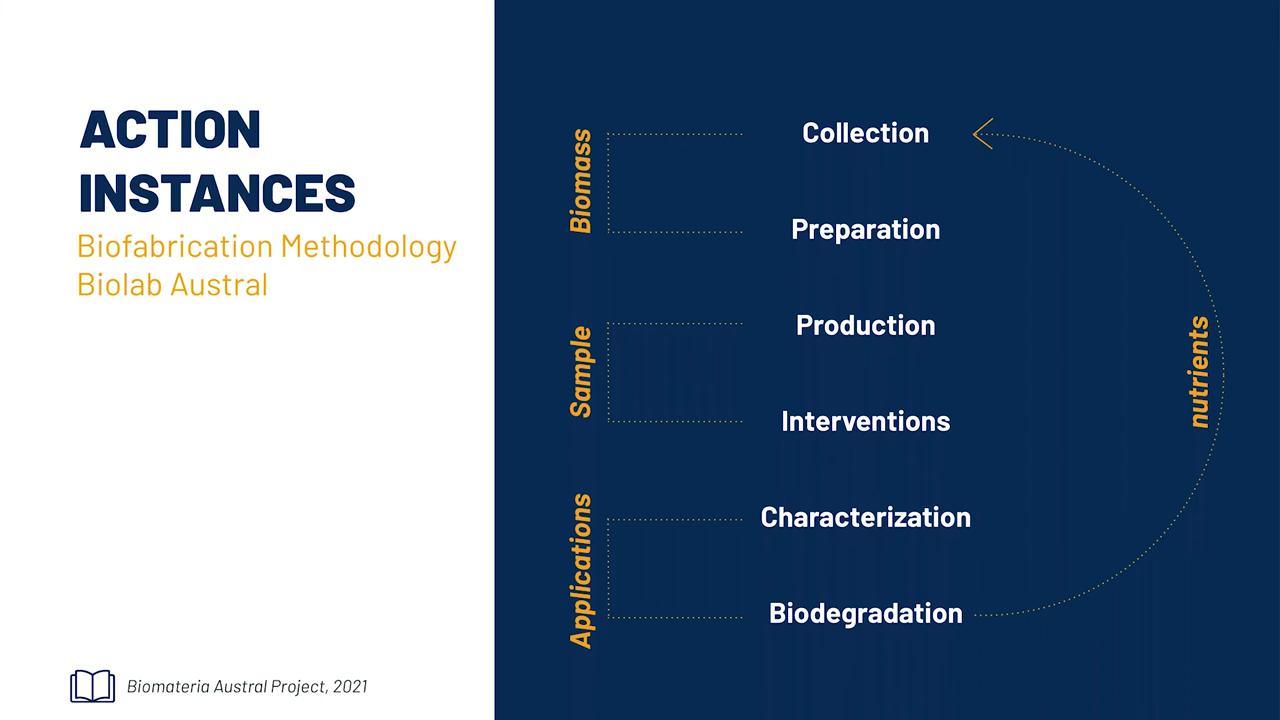 ACTION
INSTANCES
Biofabrication Methodology
Biolab Austral
Biomass
Collection
Preparation
Sample
Production
Interventions
Applications
Characterization
Biodegradation
nutrients
Biomateria Austral Project, 2021